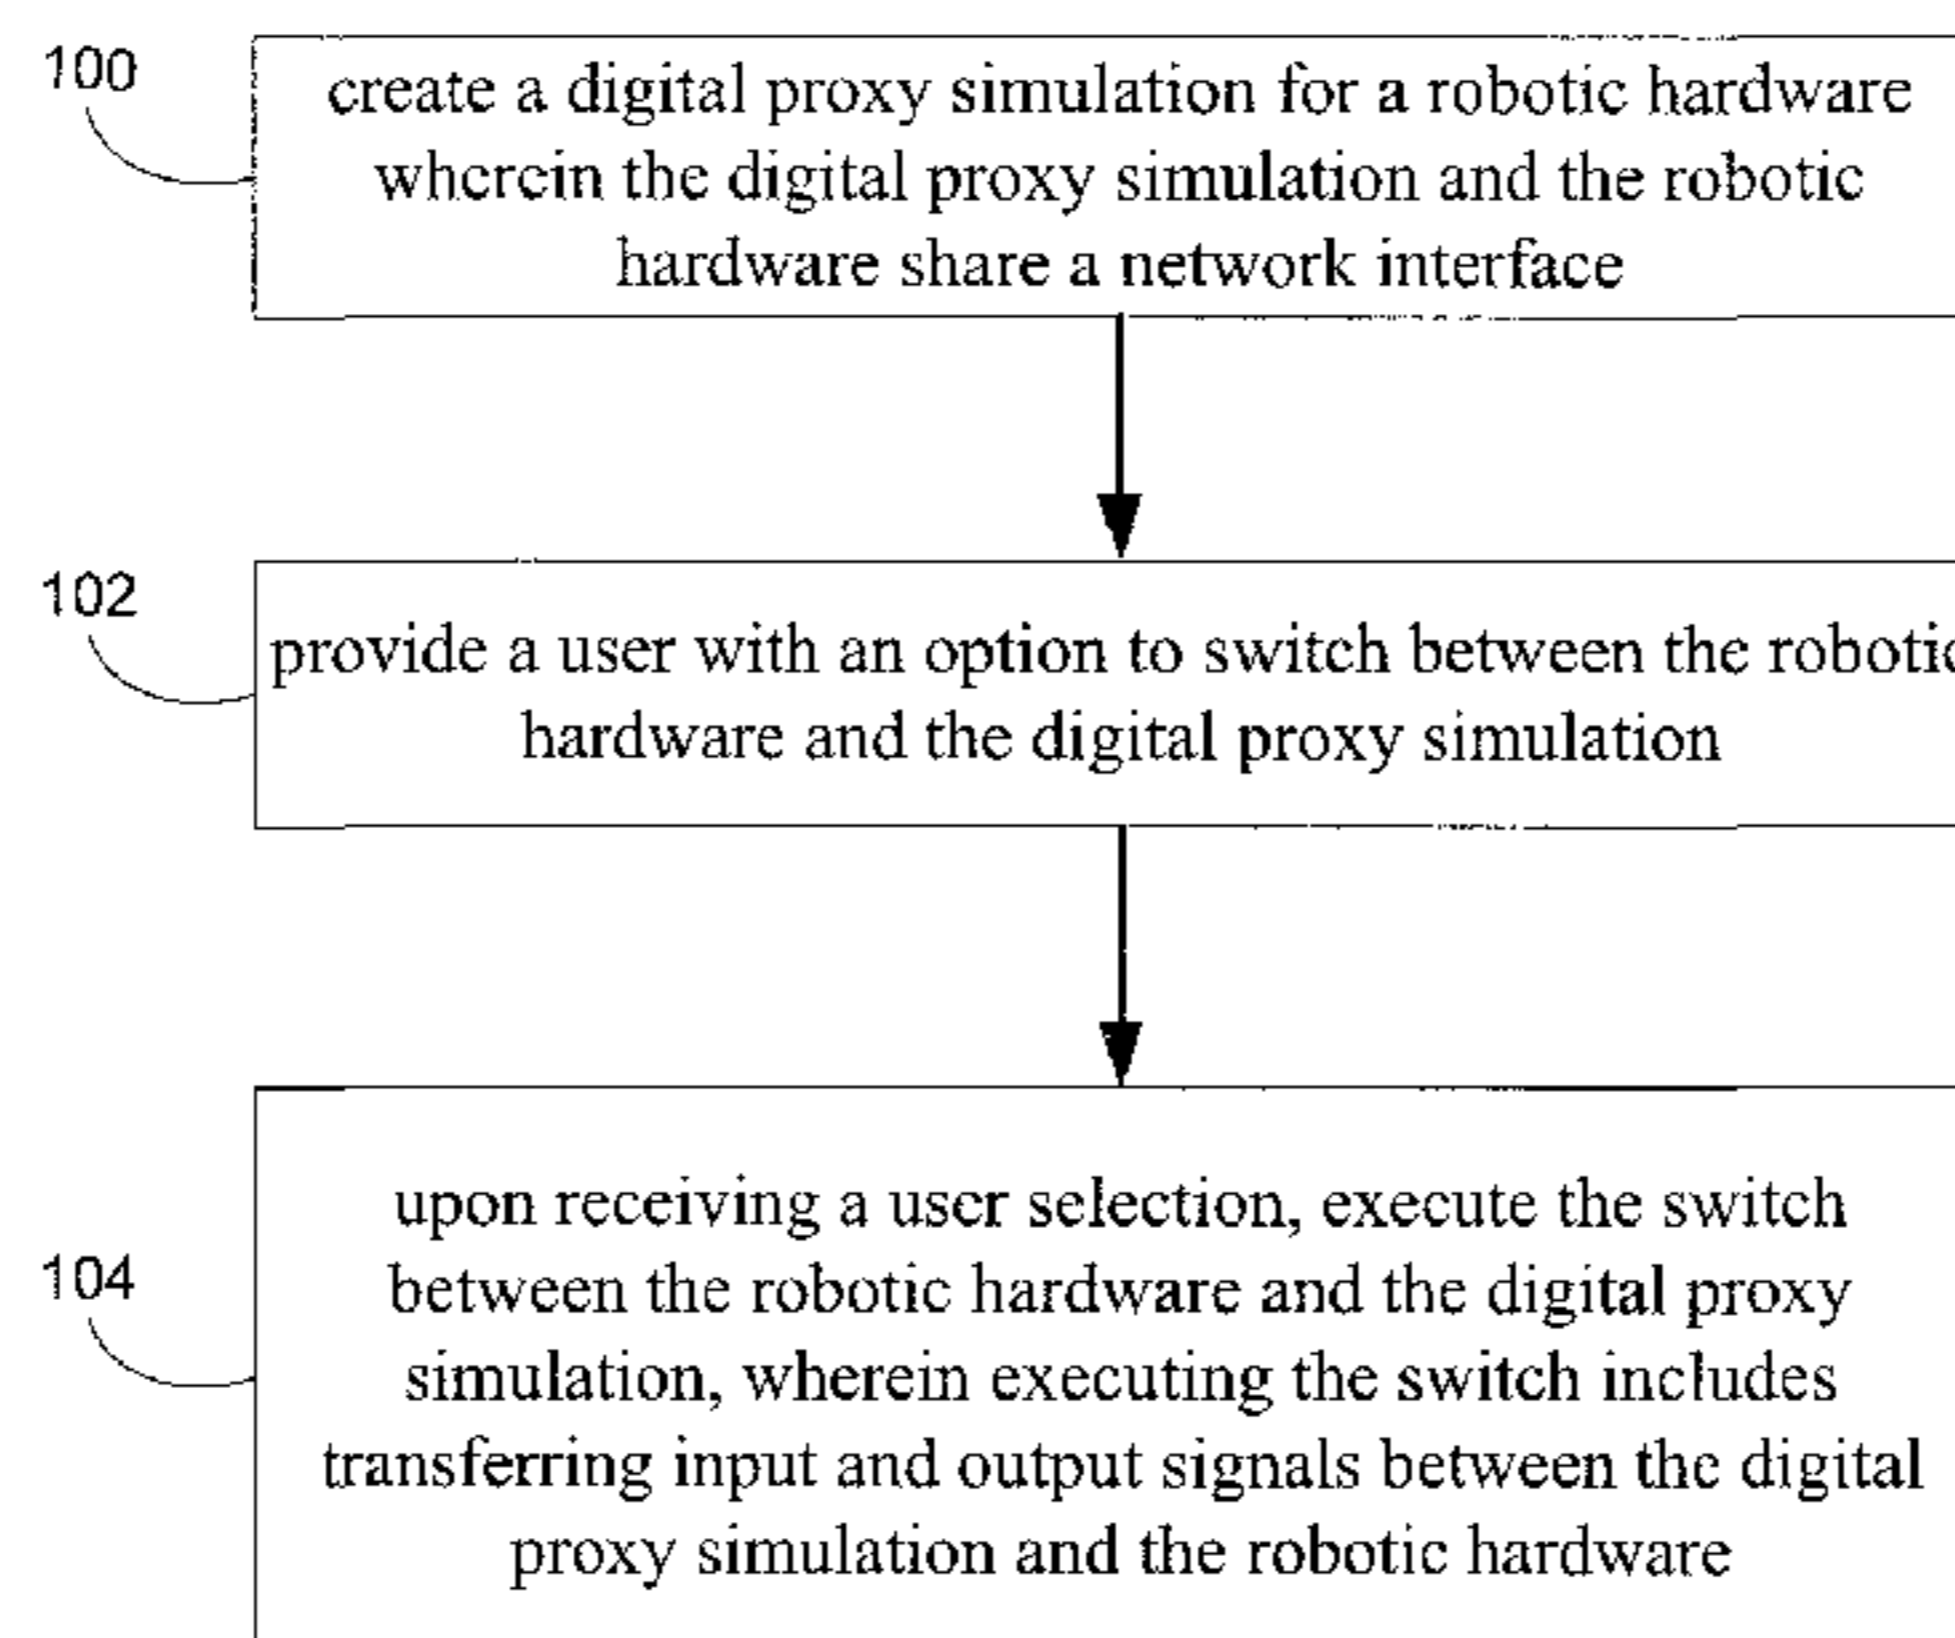 100
create a digital proxy simulation for a robotic hardware
wherein the digital proxy simulation and the robotic
hardware share a network interface
102
provide a user with an option to switch between the robotic
hardware and the digital proxy simulation
104
upon receiving a user selection, execute the switch
between the robotic hardware and the digital proxy
simulation, wherein executing the switch includes
transferring input and output signals between the digital
proxy simulation and the robotic hardware